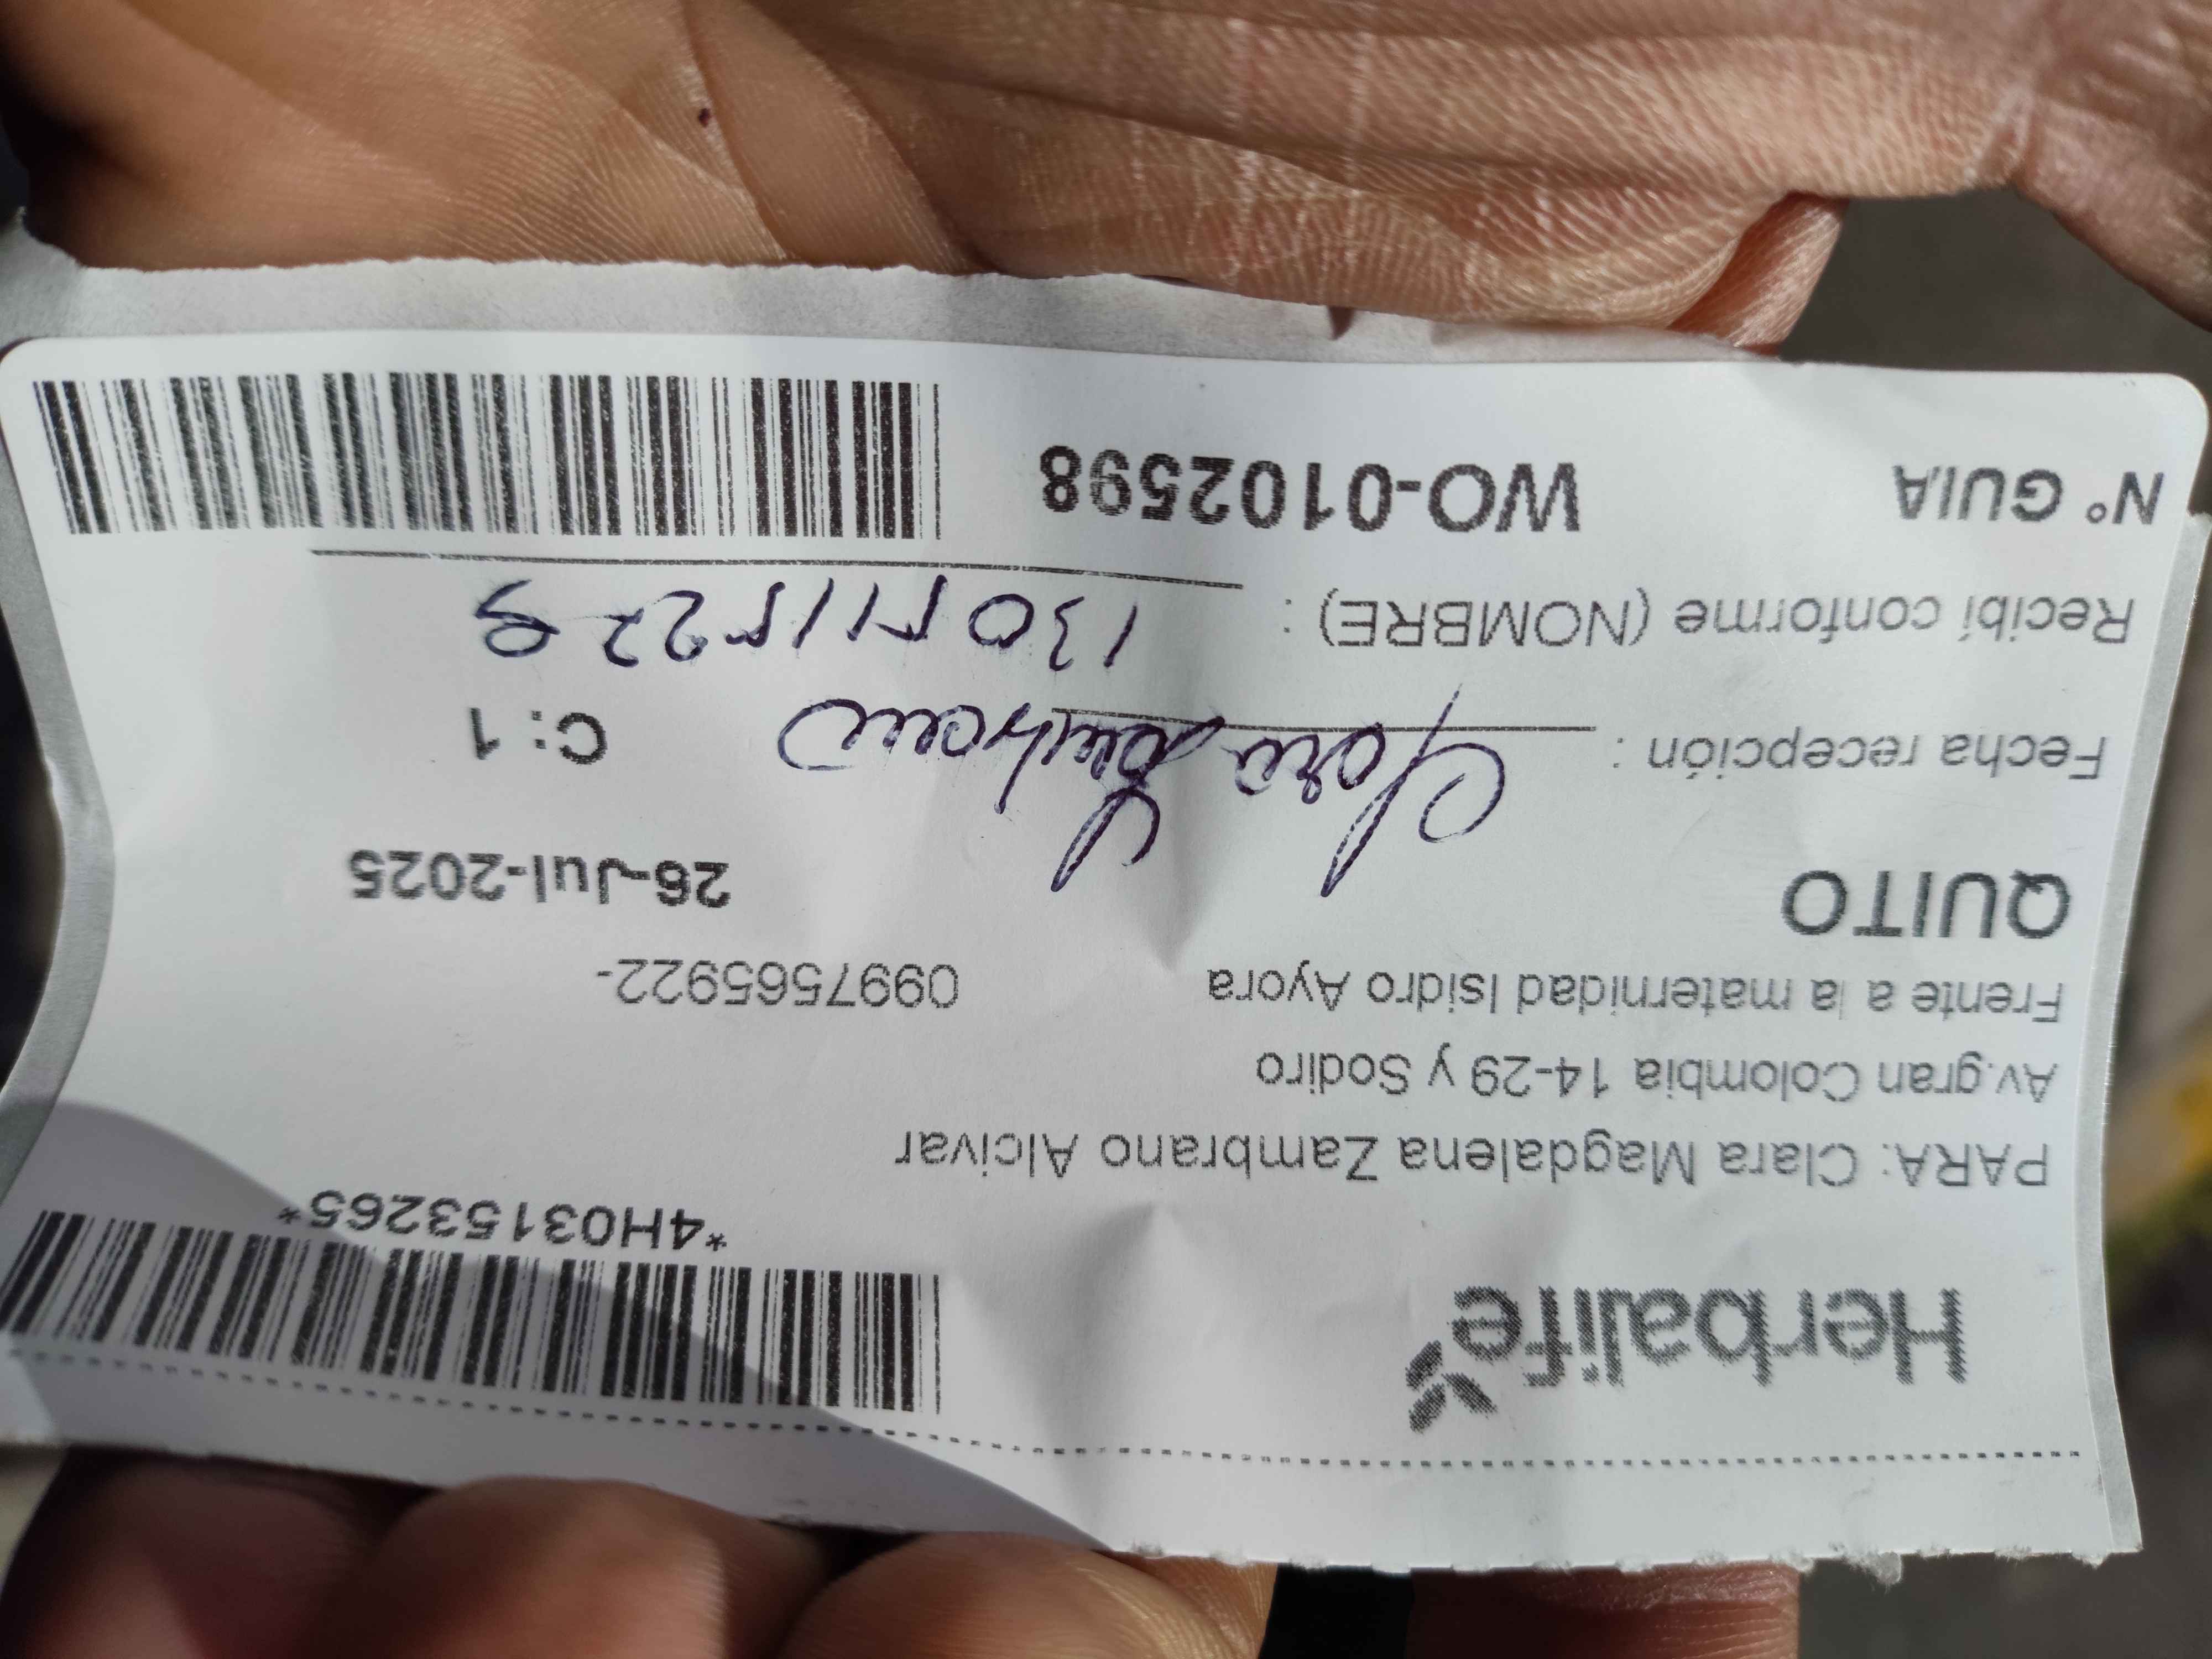 Herbalife
*4H03153265*
PARA: Clara Magdalena Zambrano Alcivar
Av.gran Colombia 14-29 y Sodiro
Frente a la maternidad Isidro Ayora 0997565922-
QUITO 26-Jul-2025
Fecha recepción : Clara Zambrano C: 1
Recibí conforme (NOMBRE) :
N° GUIA WO-0102598